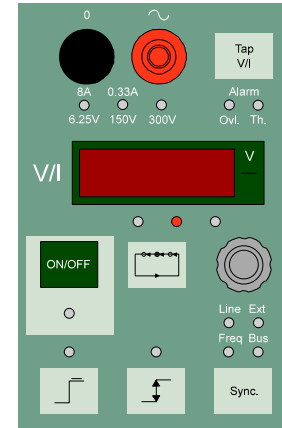 0
Tap
V/I
8A 0.33A
Alarm
6.25V 150V 300V
Ovl. Th.
V/I
V
ON/OFF
Line Ext
Freq Bus
Sync.